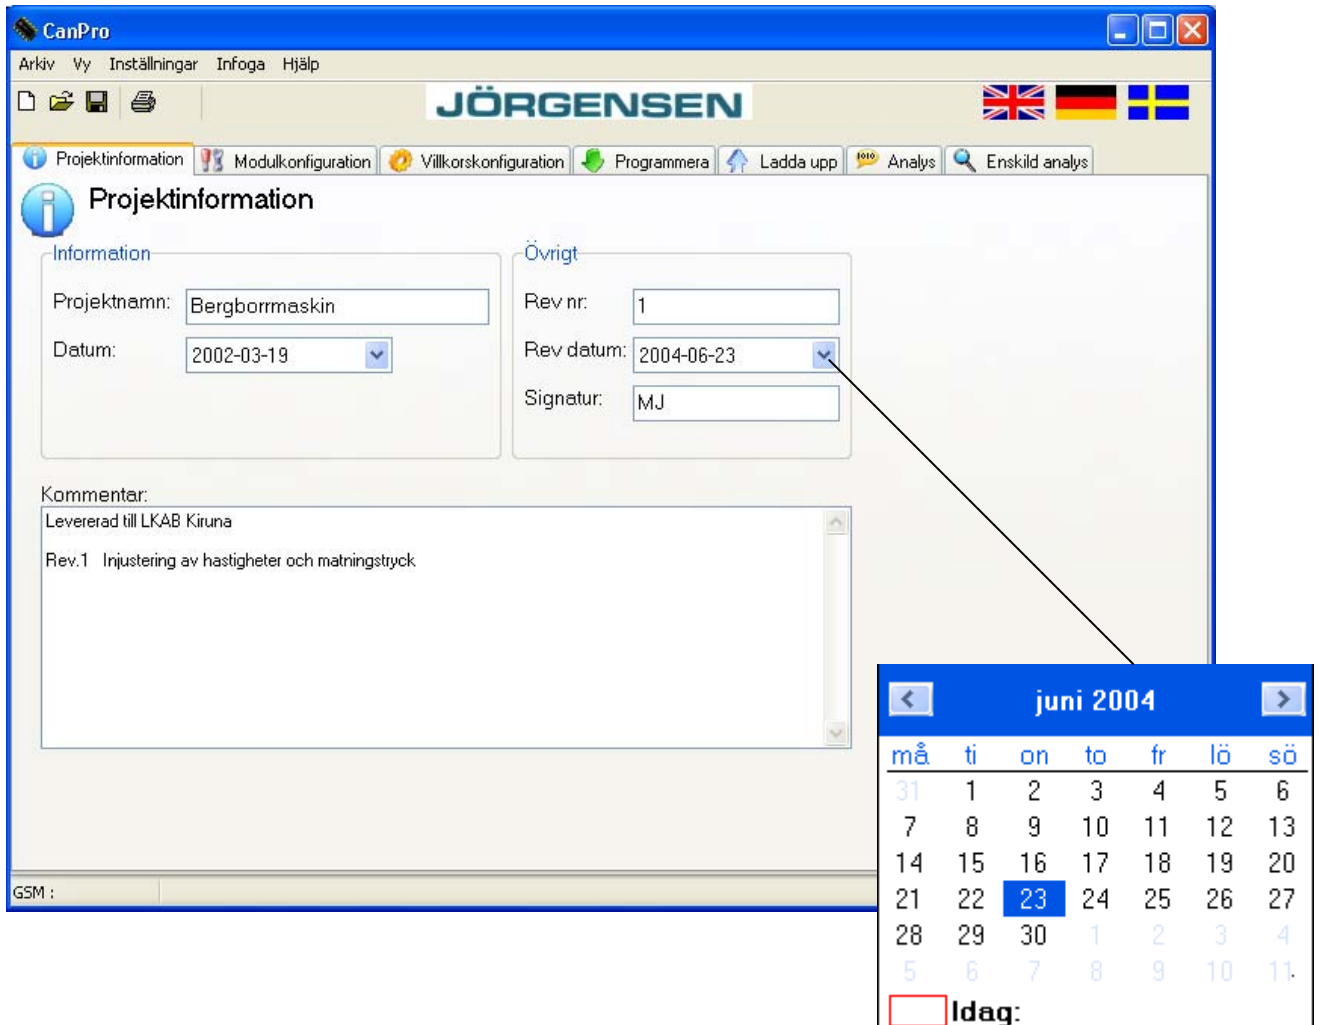 CanPro
Arkiv Vy Inställningar Infoga Hjälp
JÖRGENSEN
Projektinformation Modulkonfiguration Villkorskonfiguration Programmera Ladda upp Analys Enskild analys
Projektinformation
Information
Projektnamn: Bergborrmaskin
Datum: 2002-03-19
Övrigt
Rev nr: 1
Rev datum: 2004-06-23
Signatur: MJ
Kommentar:
Levererad till LKAB Kiruna
Rev.1 Injustering av hastigheter och matningstryck
GSM :
juni 2004
må ti on to fr lö sö
31 1 2 3 4 5 6
7 8 9 10 11 12 13
14 15 16 17 18 19 20
21 22 23 24 25 26 27
28 29 30 1 2 3 4
5 6 7 8 9 10 11.
Idag: